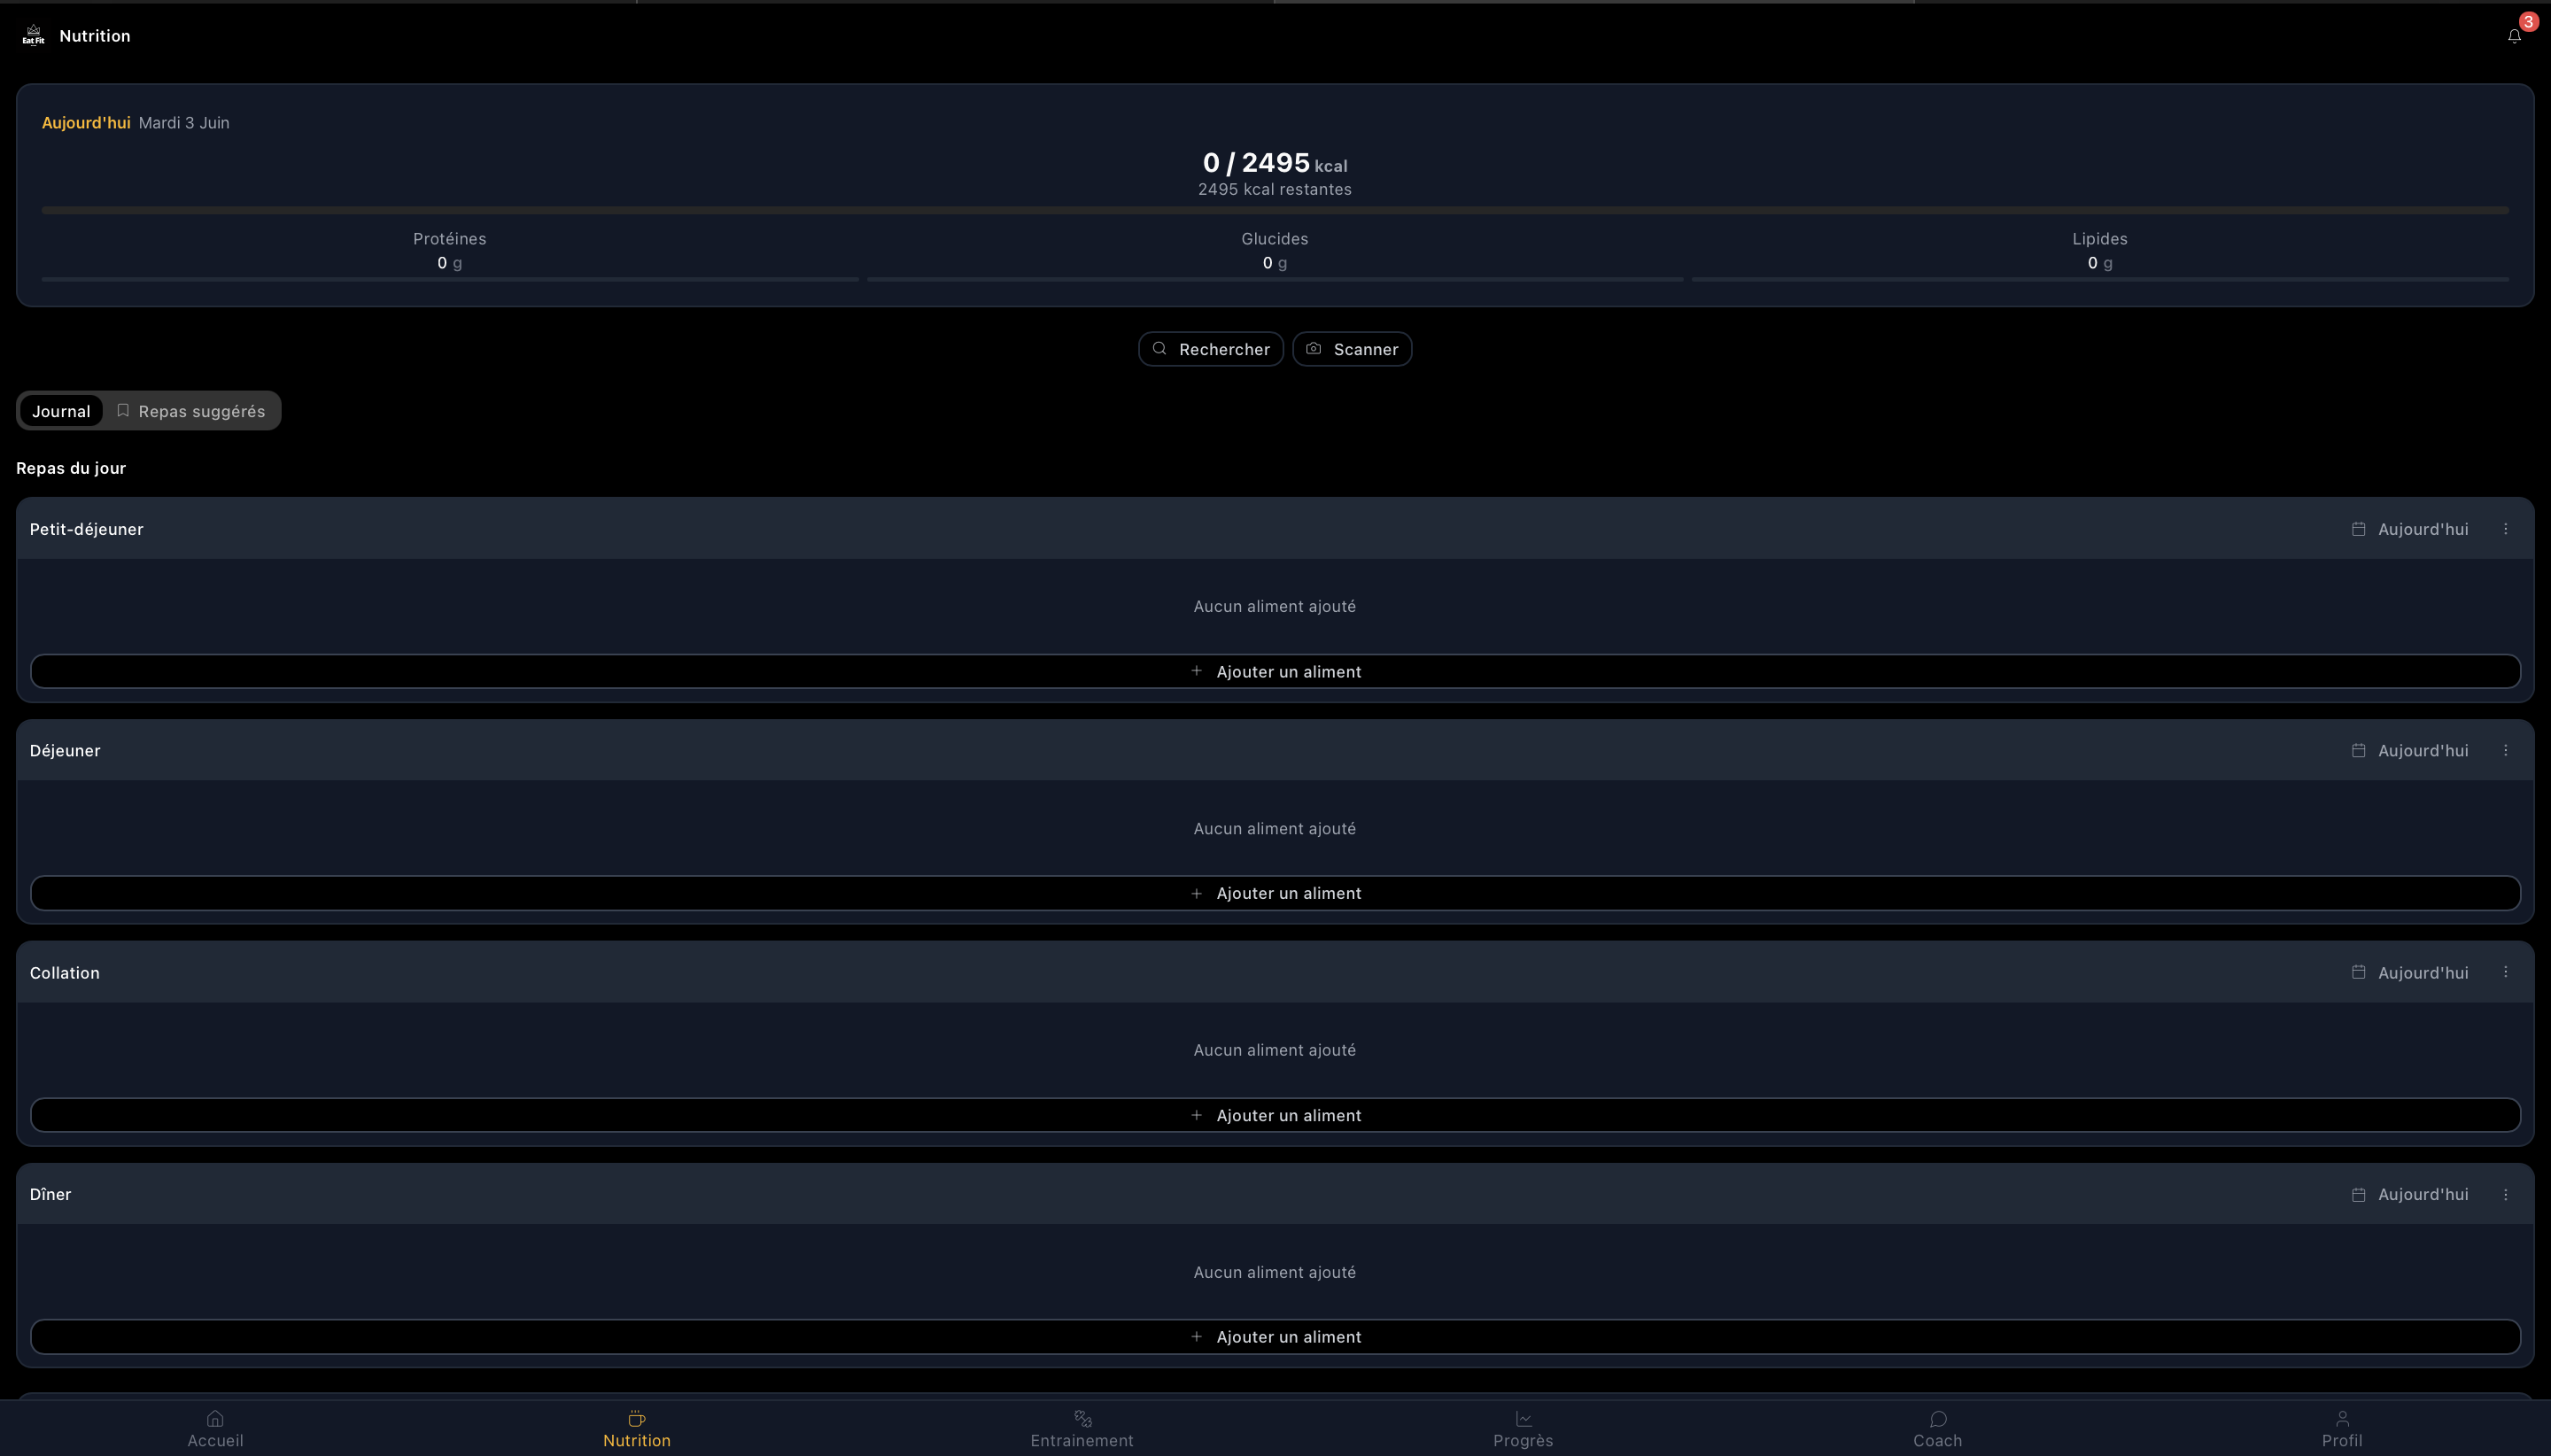 Eat Fit
Nutrition
3
Aujourd'hui Mardi 3 Juin
0 / 2495 kcal
2495 kcal restantes
Protéines
0 g
Glucides
0 g
Lipides
0 g
Rechercher
Scanner
Journal
Repas suggérés
Repas du jour
Petit-déjeuner
Aujourd'hui
Aucun aliment ajouté
+ Ajouter un aliment
Déjeuner
Aujourd'hui
Aucun aliment ajouté
+ Ajouter un aliment
Collation
Aujourd'hui
Aucun aliment ajouté
+ Ajouter un aliment
Dîner
Aujourd'hui
Aucun aliment ajouté
+ Ajouter un aliment
Accueil
Nutrition
Entrainement
Progrès
Coach
Profil